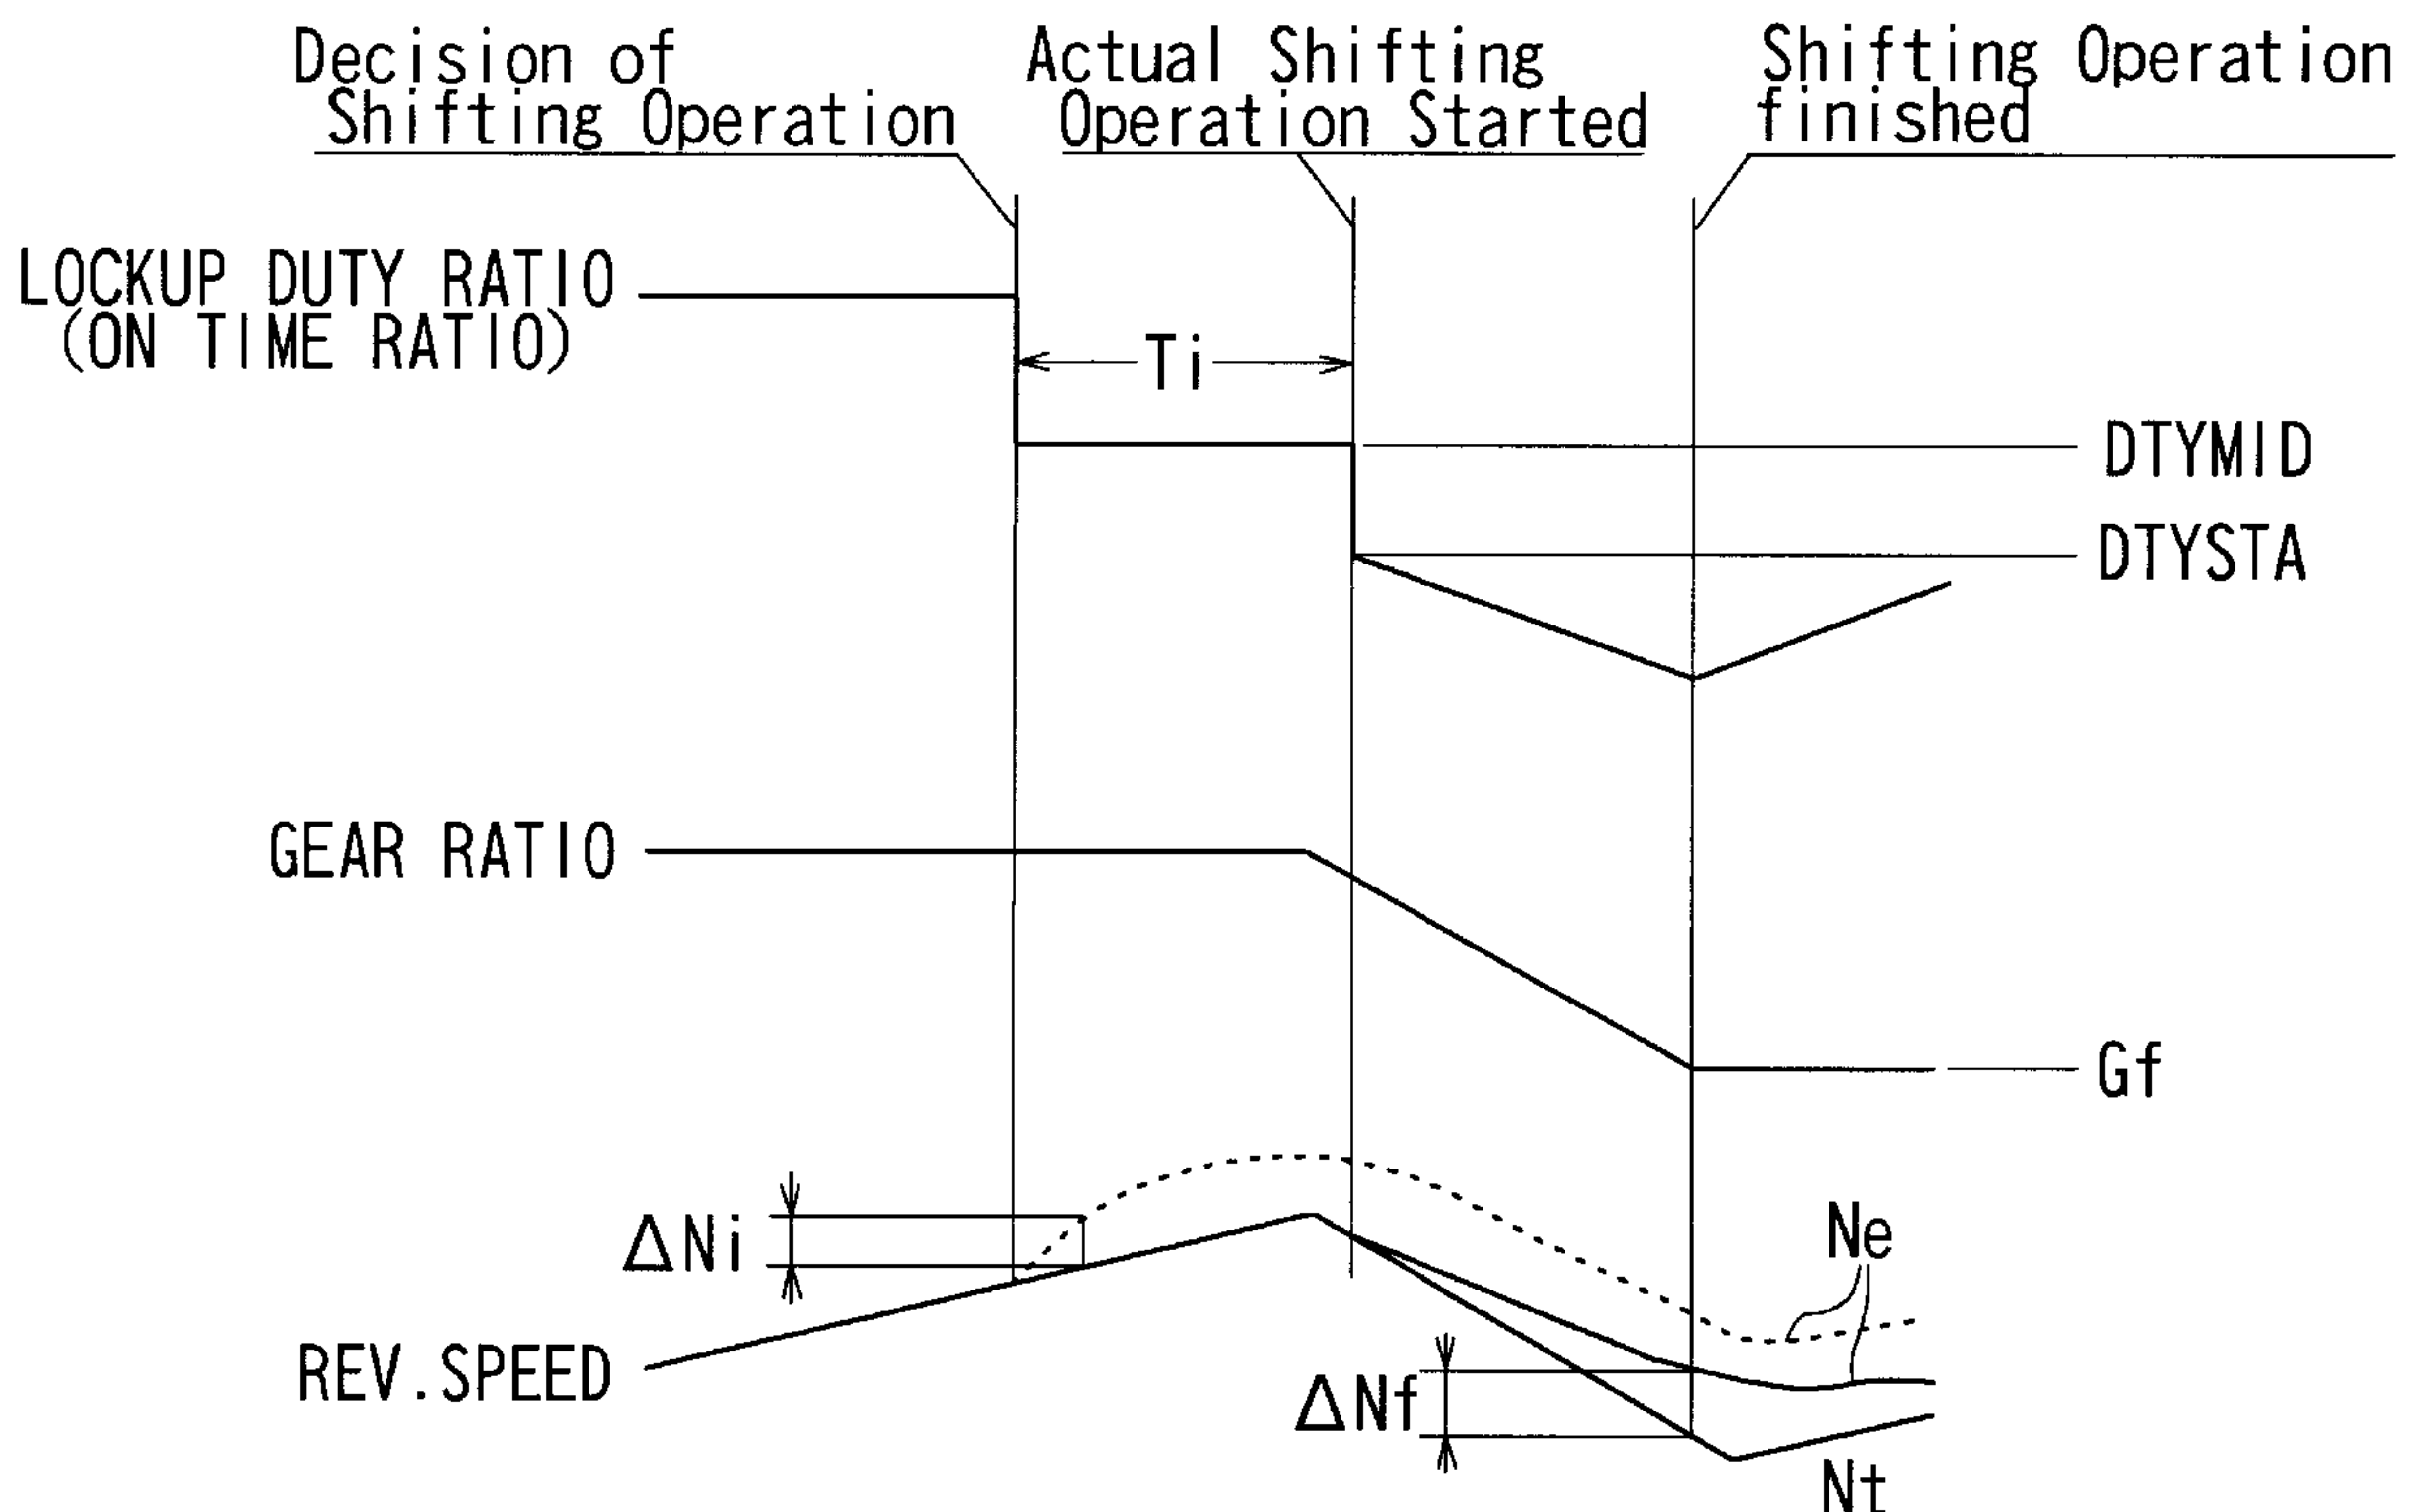 Decision of
Shifting Operation
Actual Shifting
Operation Started
Shifting Operation
finished
LOCKUP DUTY RATIO
(ON TIME RATIO)
Ti
DTYMID
DTYSTA
GEAR RATIO
Gf
ΔNi
Ne
REV.SPEED
ΔNf
Nt